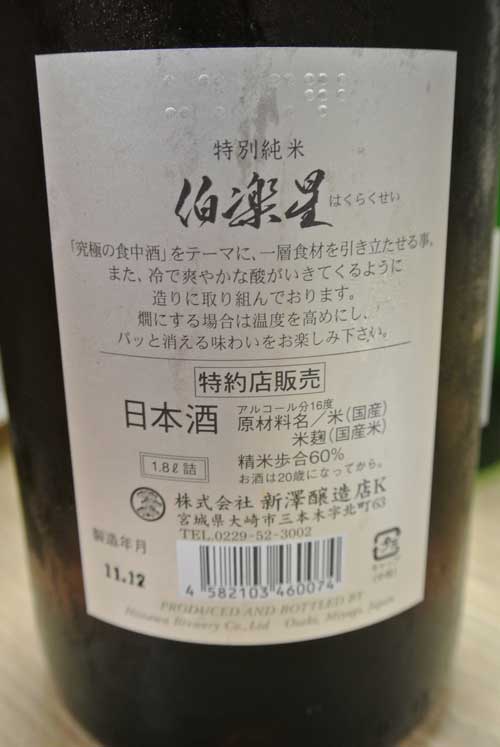 特別純米
伯楽星 はくらくせい
「究極の食中酒」をテーマに、一層食材を引き立たせる事。
また、冷で爽やかな酸がいきてくるように
造りに取り組んでおります。
燗にする場合は温度を高めにし、
パッと消える味わいをお楽しみ下さい。
特約店販売
日本酒
アルコール分16度
原材料名／米(国産)
米麹(国産米)
1.8ℓ詰
精米歩合60%
お酒は20歳になってから。
株式会社 新澤醸造店K
宮城県大崎市三本木字北町63
TEL.0229-52-3002
製造年月
11.12
4 582103 460074
PRODUCED AND BOTTLED BY
Niizawa Brewery Co., Ltd Osaki, Miyagi, Japan